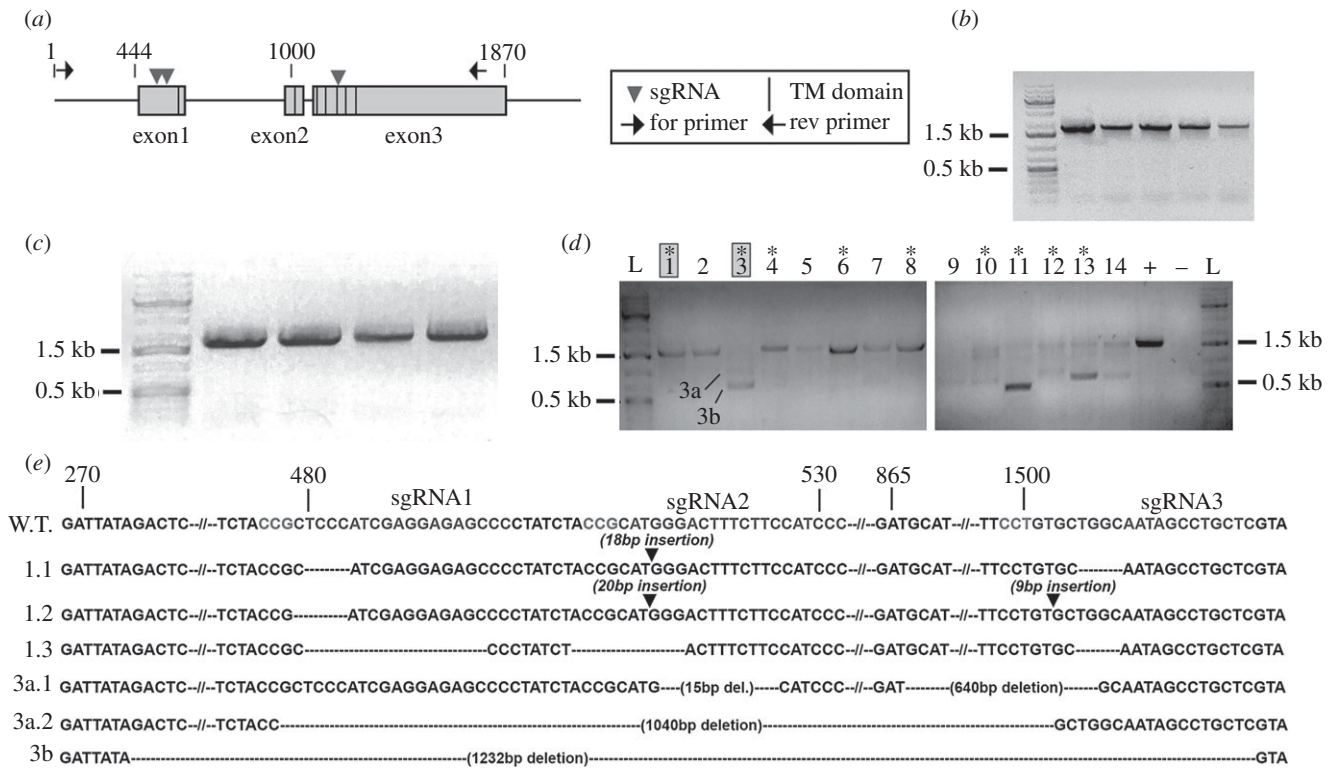 (a)
1 444 1000 1870
exon1 exon2 exon3
sgRNA TM domain
for primer rev primer
(b)
1.5 kb
0.5 kb
(c)
1.5 kb
0.5 kb
(d)
* * * * * * * * *
L 1 2 3 4 5 6 7 8 9 10 11 12 13 14 + – L
1.5 kb 1.5 kb
3a
0.5 kb 0.5 kb
3b
(e)
270 480 530 865 1500
sgRNA1 sgRNA2 sgRNA3
W.T. GATTATAGACTC--//--TCTACCGCTCCCATCGAGGAGAGCCCCTATCTACCGCATGGGACTTTCTTCCATCCC--//--GATGCAT--//--TTCCTGTGCTGGCAATAGCCTGCTCGTA
(18bp insertion)
1.1 GATTATAGACTC--//--TCTACCGC---------ATCGAGGAGAGCCCCTATCTACCGCATGGGACTTTCTTCCATCCC--//--GATGCAT--//--TTCCTGTGC--------AATAGCCTGCTCGTA
(20bp insertion) (9bp insertion)
1.2 GATTATAGACTC--//--TCTACCG----------ATCGAGGAGAGCCCCTATCTACCGCATGGGACTTTCTTCCATCCC--//--GATGCAT--//--TTCCTGTGCTGGCAATAGCCTGCTCGTA
1.3 GATTATAGACTC--//--TCTACCGC------------------------------------CCCTATCT----------------------ACTTTCTTCCATCCC--//--GATGCAT--//--TTCCTGTGC---------AATAGCCTGCTCGTA
3a.1 GATTATAGACTC--//--TCTACCGCTCCCATCGAGGAGAGCCCCTATCTACCGCATG----(15bp del.)-----CATCCC--//--GAT---------(640bp deletion)-------GCAATAGCCTGCTCGTA
3a.2 GATTATAGACTC--//--TCTACC----------------------------------------------------------------------(1040bp deletion)---------------------------------------------------------GCTGGCAATAGCCTGCTCGTA
3b GATTATA------------------------------------------------------------------(1232bp deletion)----------------------------------------------------------------------------------------------------------------------------------GTA